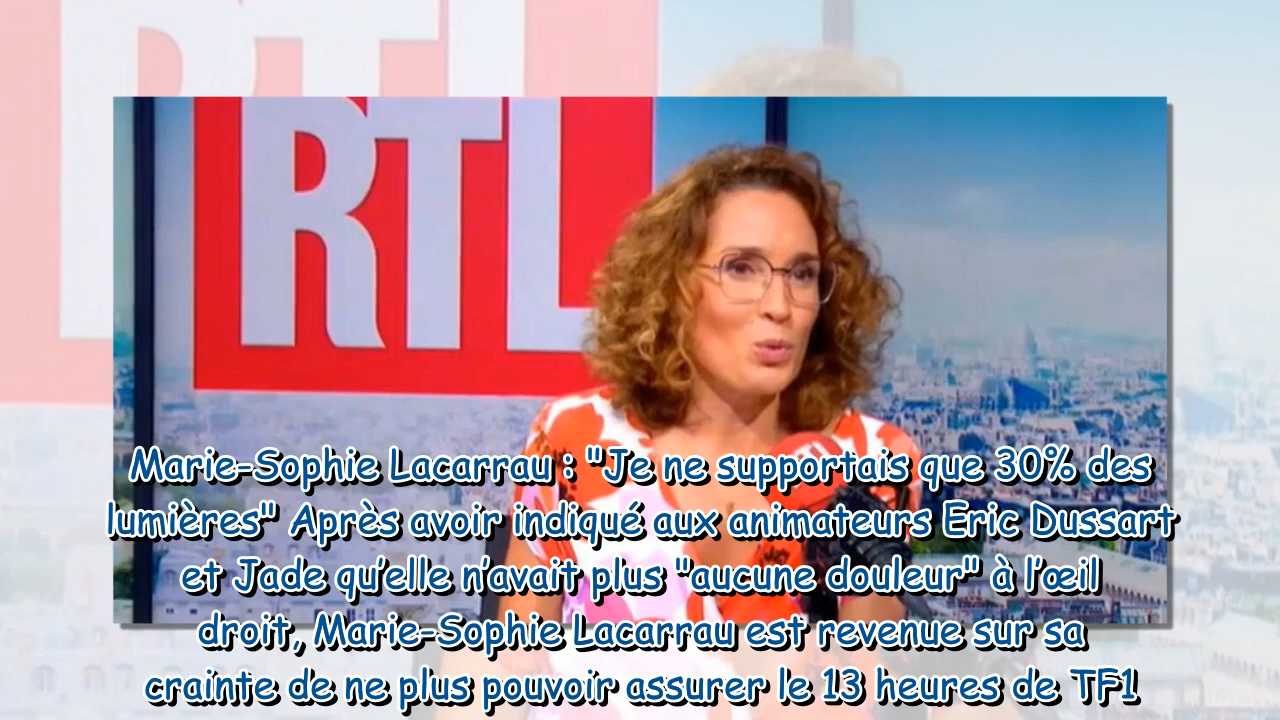 RTL
Marie-Sophie Lacarrau : "Je ne supportais que 30% des
lumières" Après avoir indiqué aux animateurs Eric Dussart
et Jade qu'elle n'avait plus "aucune douleur" à l'œil
droit, Marie-Sophie Lacarrau est revenue sur sa
crainte de ne plus pouvoir assurer le 13 heures de TF1